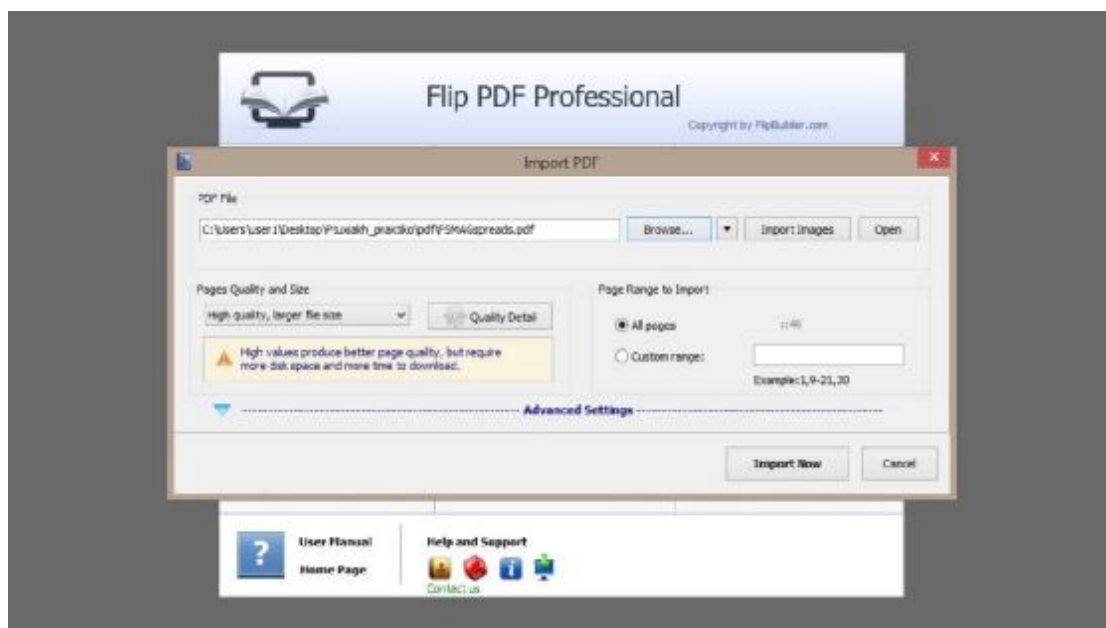 Flip PDF Professional
Copyright by FlipBuilder.com
Import PDF
PDF File
Browse...
Import Images
Open
Pages Quality and Size
High quality, larger file size
Quality Detail
High values produce better page quality, but require
more disk space and more time to download.
Page Range to Import
All pages
Custom range:
Example:1,9-21,30
Advanced Settings
Import Now
Cancel
User Manual
Home Page
Help and Support
Contact us